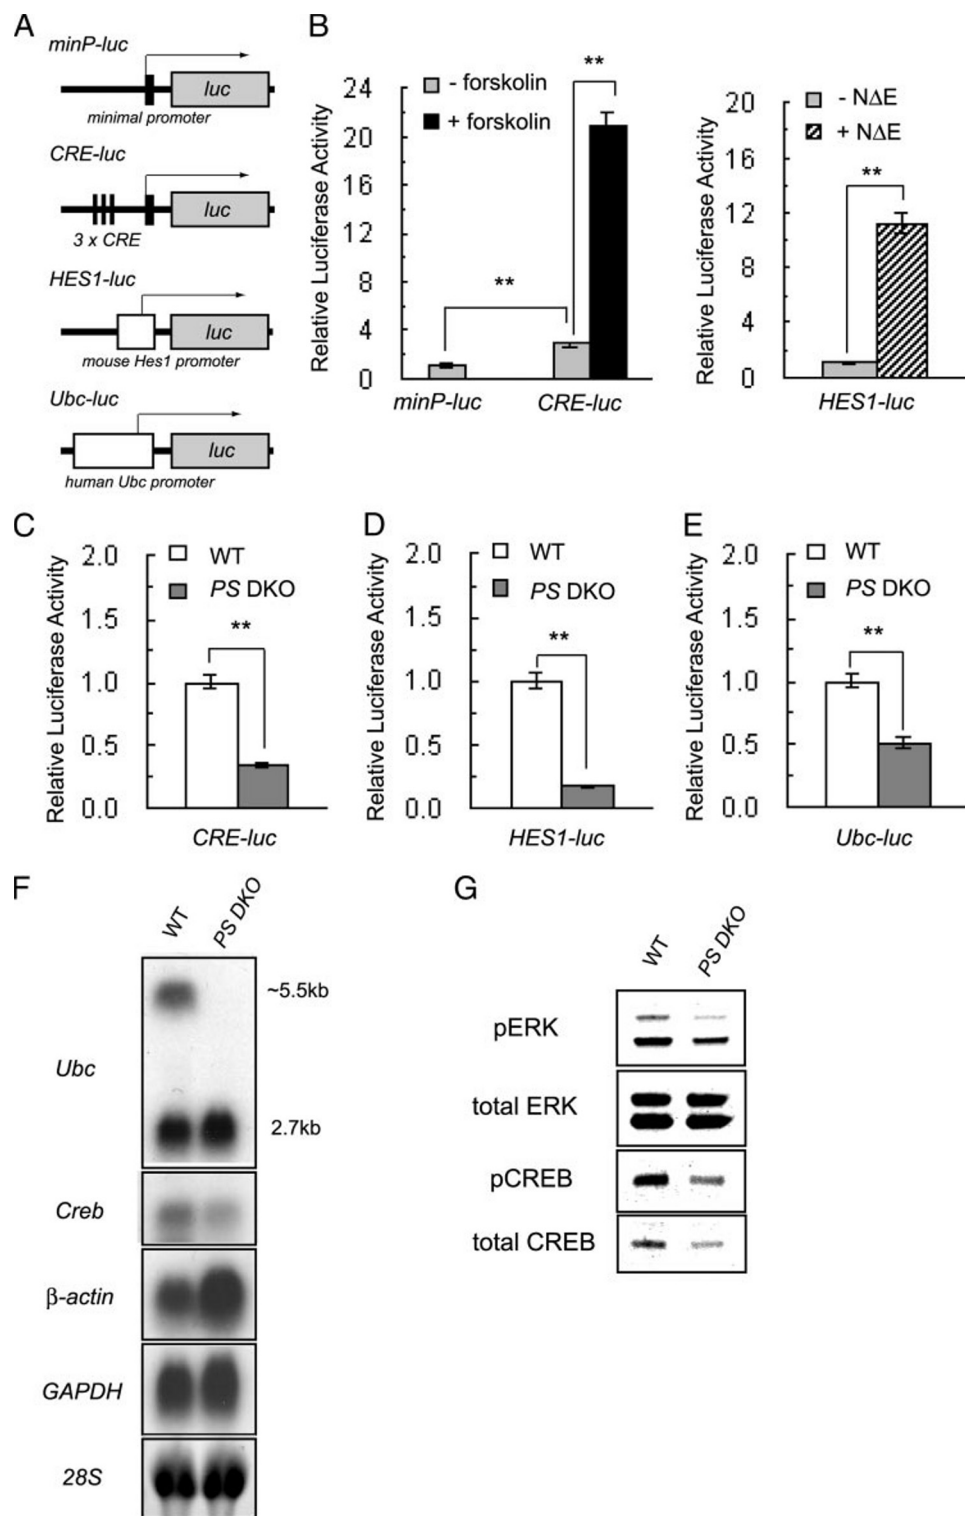 A
minP-luc
luc
minimal promoter
CRE-luc
luc
3 x CRE
HES1-luc
luc
mouse Hes1 promoter
Ubc-luc
luc
human Ubc promoter
B
Relative Luciferase Activity
24
20
16
12
8
4
0
- forskolin
+ forskolin
**
**
minP-luc
CRE-luc
Relative Luciferase Activity
20
16
12
8
4
0
- NΔE
+ NΔE
**
HES1-luc
C
Relative Luciferase Activity
2.0
1.5
1.0
0.5
0.0
WT
PS DKO
**
CRE-luc
D
Relative Luciferase Activity
2.0
1.5
1.0
0.5
0.0
WT
PS DKO
**
HES1-luc
E
Relative Luciferase Activity
2.0
1.5
1.0
0.5
0.0
WT
PS DKO
**
Ubc-luc
F
WT
PS DKO
~5.5kb
Ubc
2.7kb
Creb
β-actin
GAPDH
28S
G
WT
PS DKO
pERK
total ERK
pCREB
total CREB